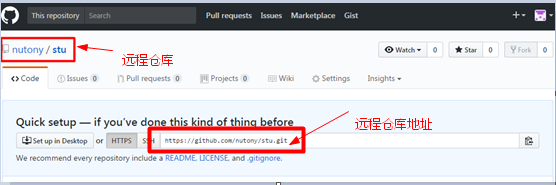 This repository Search Pull requests Issues Marketplace Gist
nutony / stu
Watch 0 Star 0 Fork 0
远程仓库
Code Issues 0 Pull requests 0 Projects 0 Wiki Settings Insights
Quick setup — if you've done this kind of thing before
远程仓库地址
Set up in Desktop or HTTPS SSH https://github.com/nutony/stu.git
We recommend every repository include a README, LICENSE, and .gitignore.